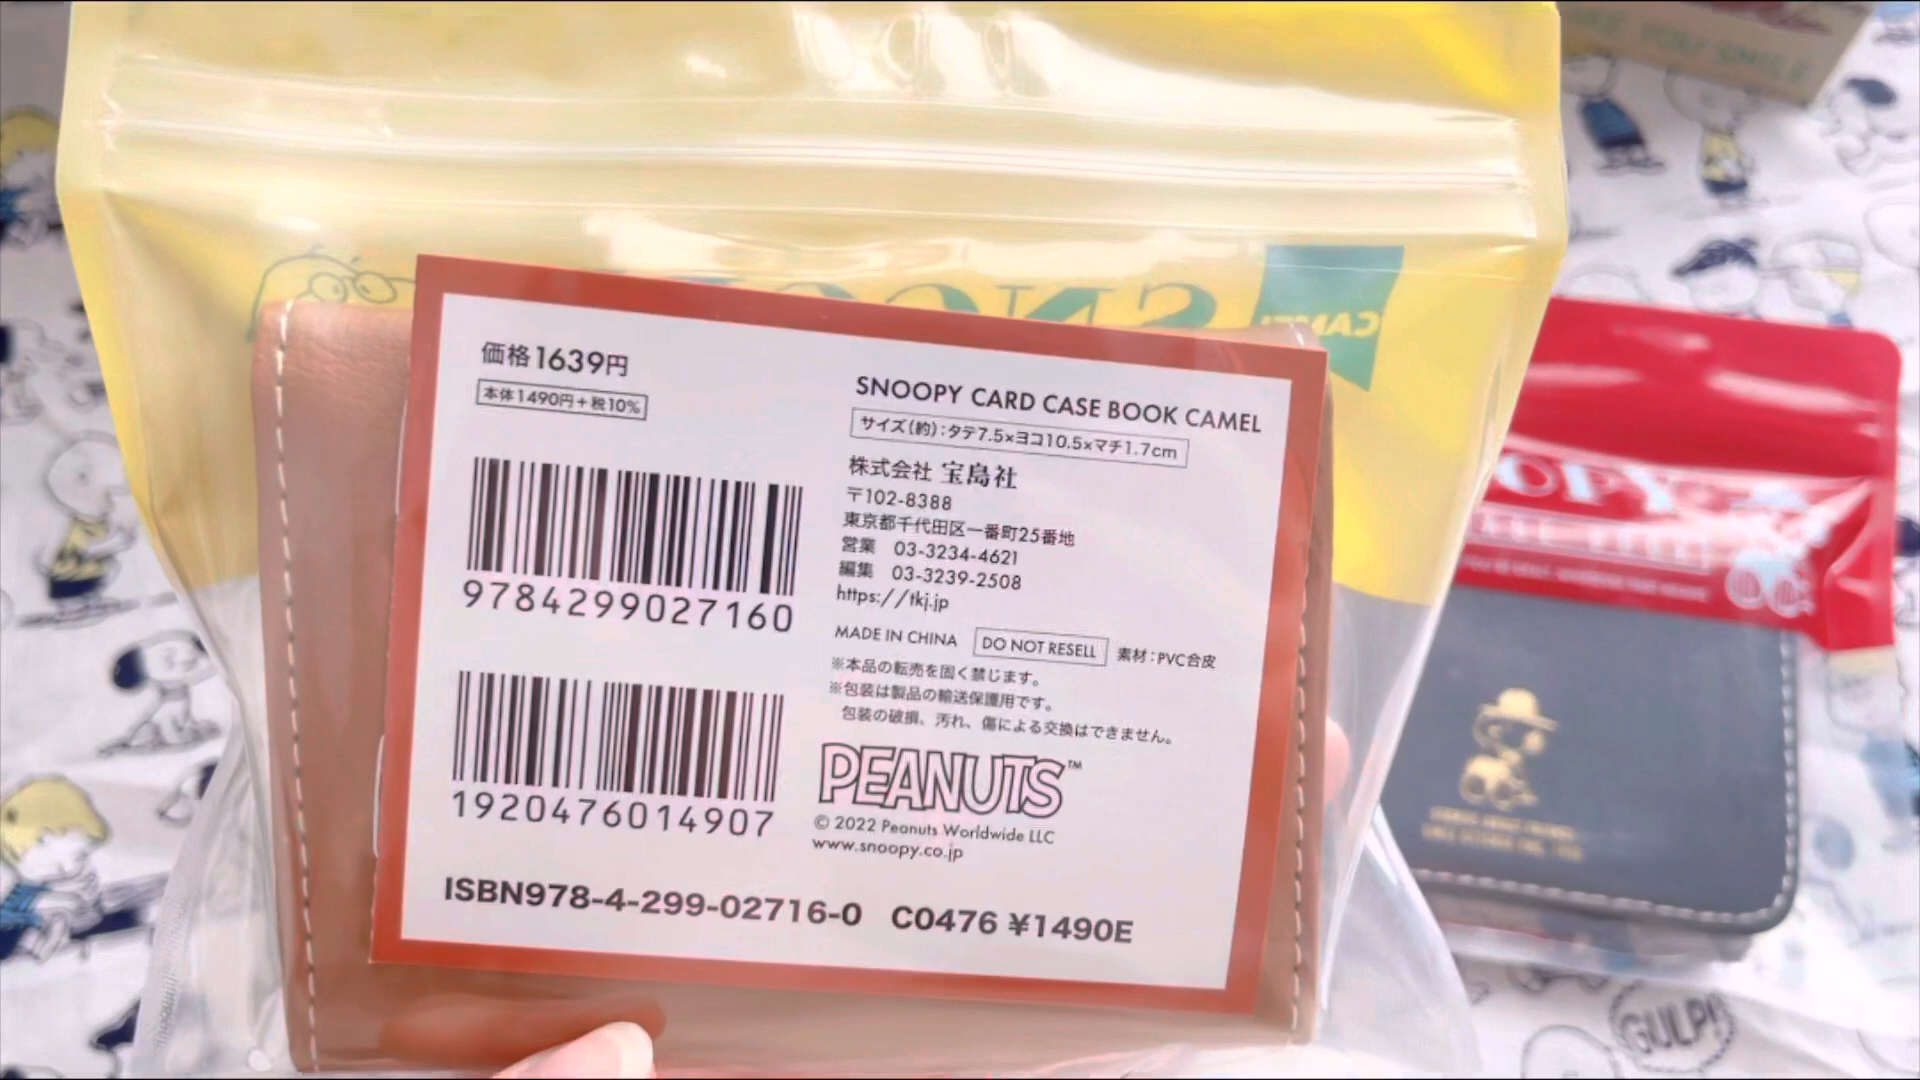 YOU SMILE
CAMEL
価格1639円
本体1490円+税10%
9784299027160
1920476014907
SNOOPY CARD CASE BOOK CAMEL
サイズ(約):タテ7.5×ヨコ10.5×マチ1.7cm
株式会社 宝島社
〒102-8388
東京都千代田区一番町25番地
営業 03-3234-4621
編集 03-3239-2508
https://tkj.jp
MADE IN CHINA DO NOT RESELL 素材:PVC合皮
※本品の転売を固く禁じます。
※包装は製品の輸送保護用です。
包装の破損、汚れ、傷による交換はできません。
PEANUTS™
© 2022 Peanuts Worldwide LLC
www.snoopy.co.jp
ISBN978-4-299-02716-0 C0476 ¥1490E
OPY